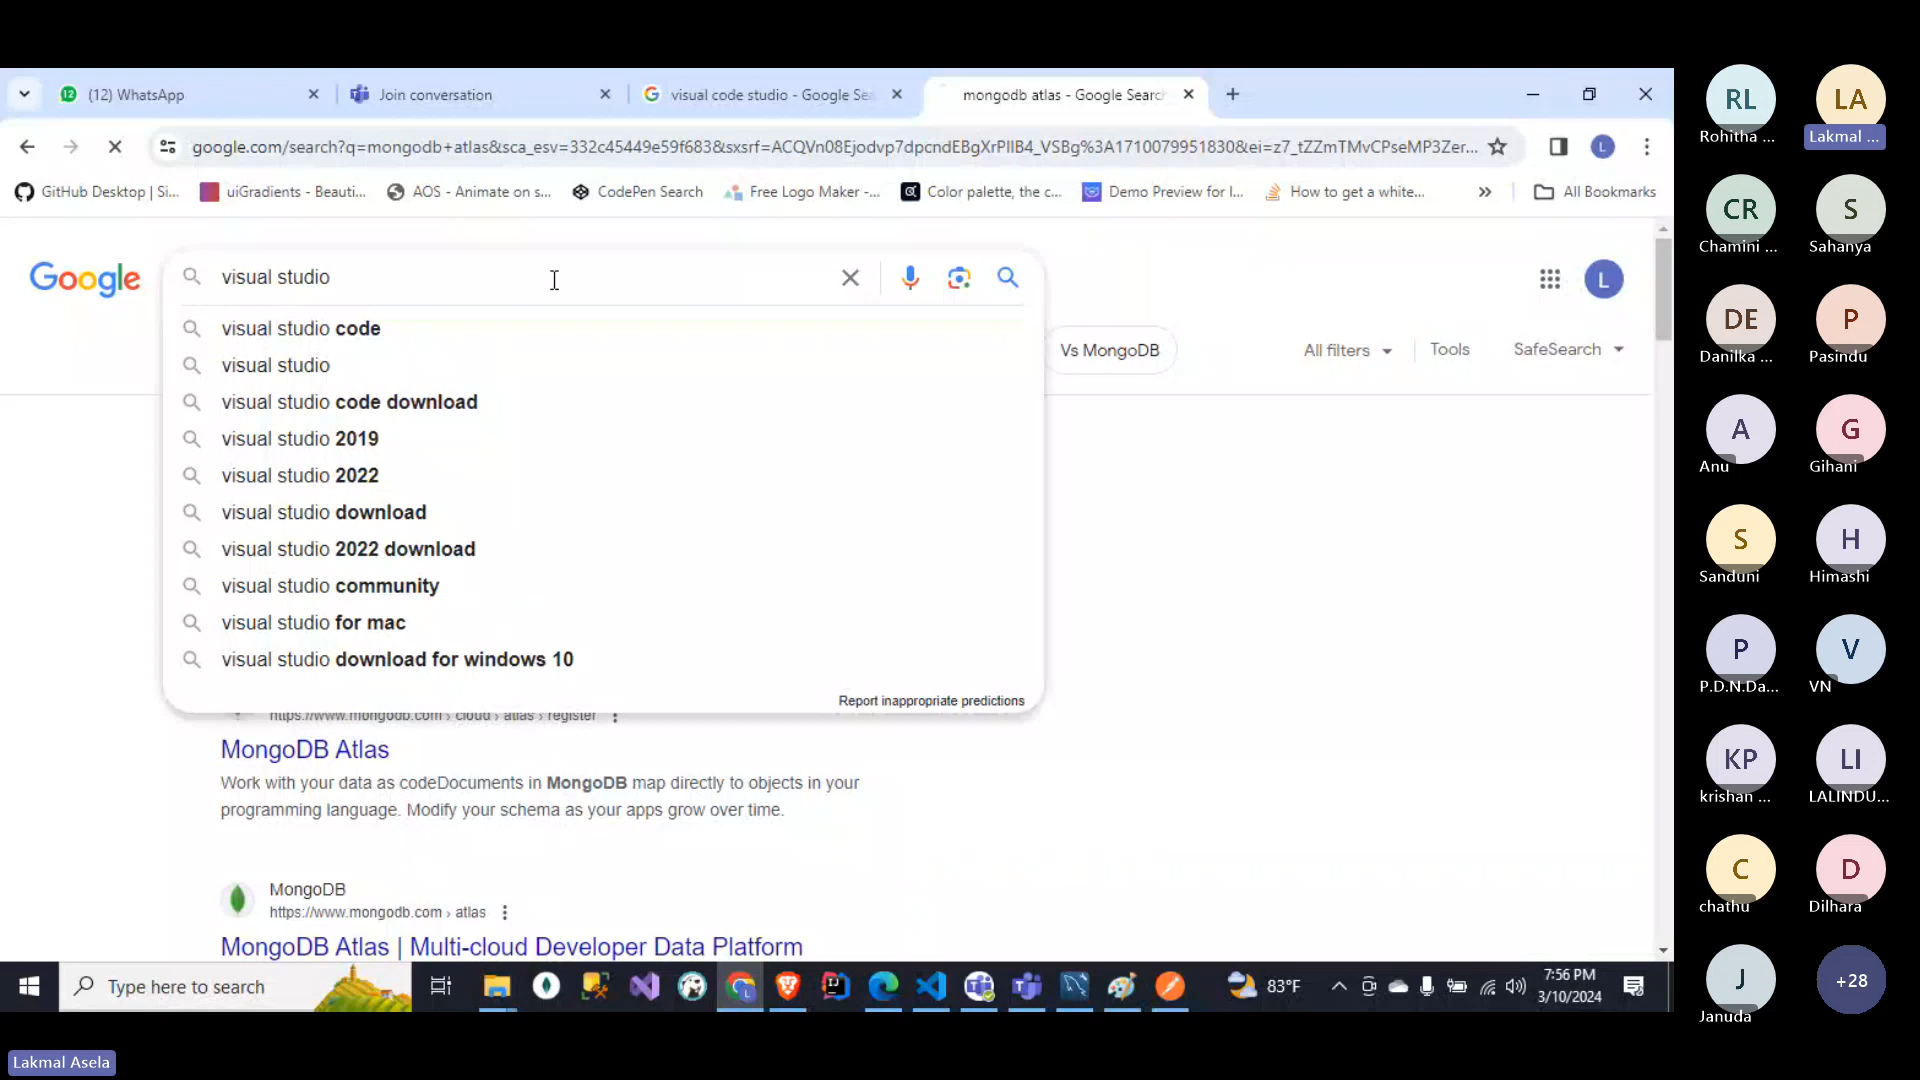 12 (12) WhatsApp
Join conversation
visual code studio - Google Sea
mongodb atlas - Google Search
google.com/search?q=mongodb+atlas&sca_esv=332c45449e59f683&sxsrf=ACQVn08Ejodvp7dpcndEBgXrPIIB4_VSBg%3A1710079951830&ei=z7_tZZmTMvCPseMP3Zer...
GitHub Desktop | Si...
uiGradients - Beauti...
AOS - Animate on s...
CodePen Search
Free Logo Maker -...
Color palette, the c...
Demo Preview for I...
How to get a white...
All Bookmarks
Google
visual studio
L
visual studio code
visual studio
visual studio code download
visual studio 2019
visual studio 2022
visual studio download
visual studio 2022 download
visual studio community
visual studio for mac
visual studio download for windows 10
Report inappropriate predictions
Vs MongoDB
All filters
Tools
SafeSearch
https://www.mongodb.com › cloud › atlas › register
MongoDB Atlas
Work with your data as codeDocuments in MongoDB map directly to objects in your
programming language. Modify your schema as your apps grow over time.
MongoDB
https://www.mongodb.com › atlas
MongoDB Atlas | Multi-cloud Developer Data Platform
Type here to search
83°F
7:56 PM
3/10/2024
RL
Rohitha ...
LA
Lakmal ...
CR
Chamini ...
S
Sahanya
DE
Danilka ...
P
Pasindu
A
Anu
G
Gihani
S
Sanduni
H
Himashi
P
P.D.N.Da...
V
VN
KP
krishan ...
LI
LALINDU...
C
chathu
D
Dilhara
J
Januda
+28
Lakmal Asela